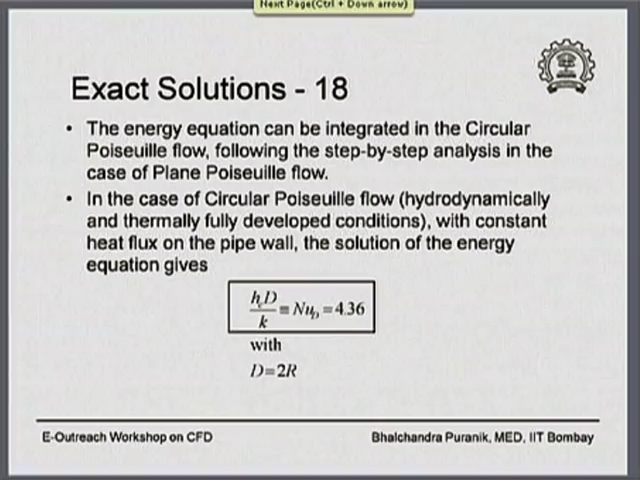 Next Page(Ctrl + Down arrow)
Exact Solutions - 18
• The energy equation can be integrated in the Circular
Poiseuille flow, following the step-by-step analysis in the
case of Plane Poiseuille flow.
• In the case of Circular Poiseuille flow (hydrodynamically
and thermally fully developed conditions), with constant
heat flux on the pipe wall, the solution of the energy
equation gives
h_c D / k ≡ Nu_D = 4.36
with
D=2R
E-Outreach Workshop on CFD
Bhalchandra Puranik, MED, IIT Bombay